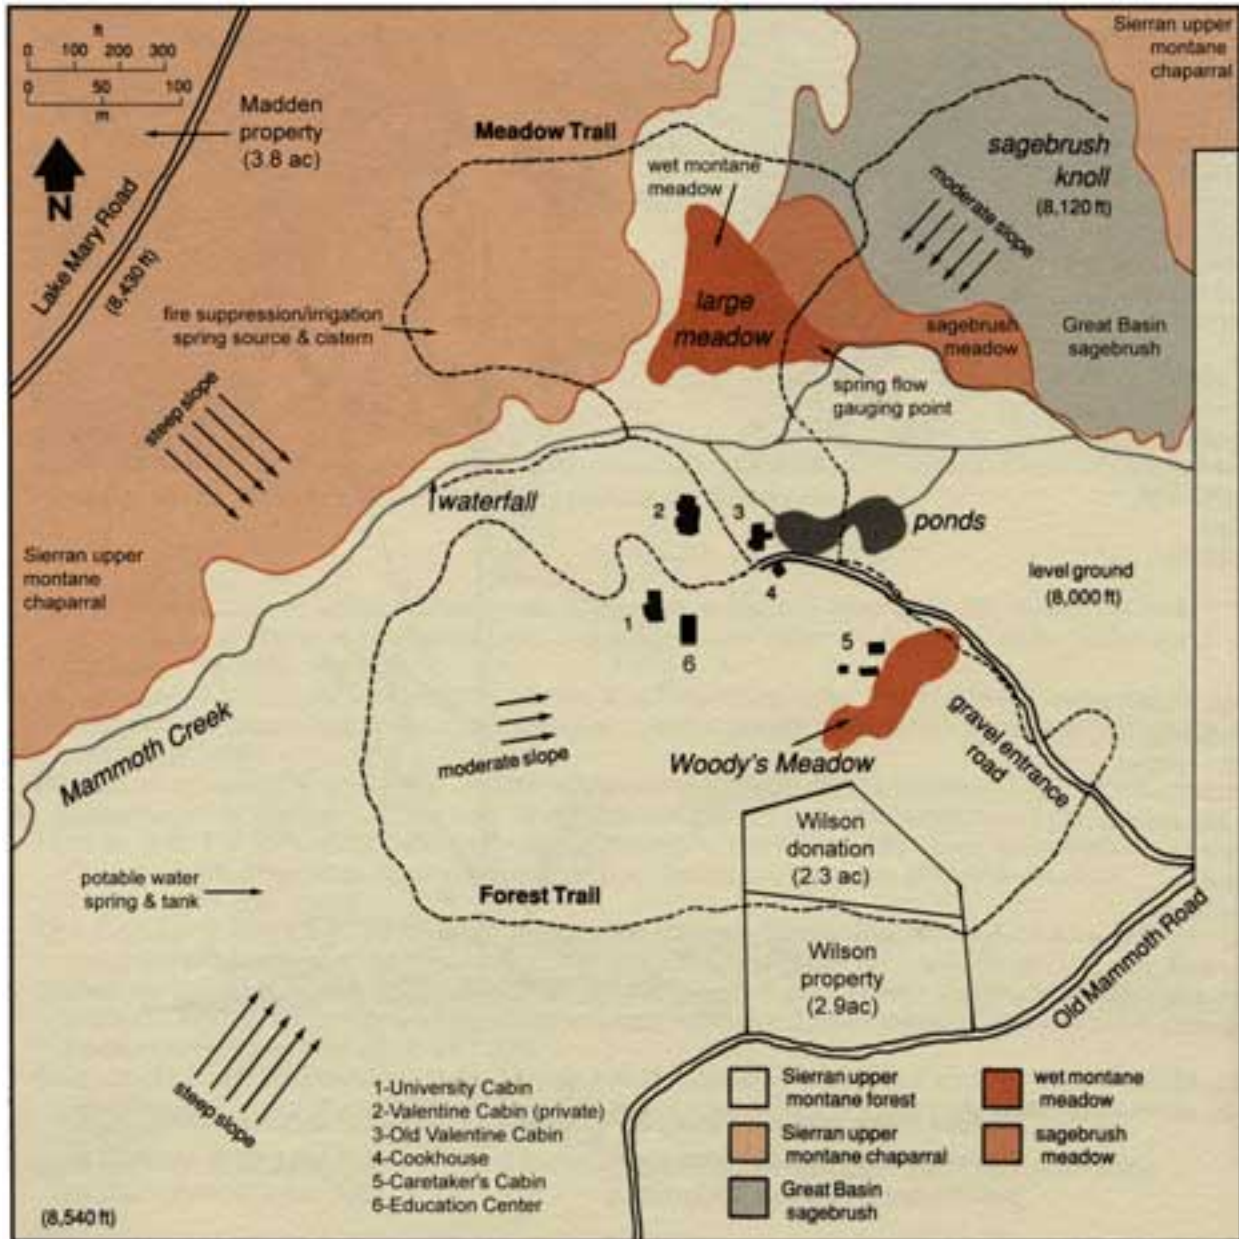 ft
0 100 200 300
0 50 100
m
N
Madden
property
(3.8 ac)
Lake Mary Road
(8,430 ft)
Meadow Trail
wet montane
meadow
Sierran upper
montane
chaparral
sagebrush
knoll
(8,120 ft)
moderate slope
large
meadow
fire suppression/irrigation
spring source & cistern
sagebrush
meadow
Great Basin
sagebrush
spring flow
gauging point
steep slope
waterfall
2
3
ponds
Sierran upper
montane
chaparral
4
level ground
(8,000 ft)
1
6
5
Mammoth Creek
moderate slope
Woody's Meadow
gravel entrance
road
Wilson
donation
(2.3 ac)
potable water
spring & tank
Forest Trail
Wilson
property
(2.9ac)
Old Mammoth Road
steep slope
(8,540 ft)
1-University Cabin
2-Valentine Cabin (private)
3-Old Valentine Cabin
4-Cookhouse
5-Caretaker's Cabin
6-Education Center
Sierran upper
montane forest
Sierran upper
montane chaparral
Great Basin
sagebrush
wet montane
meadow
sagebrush
meadow